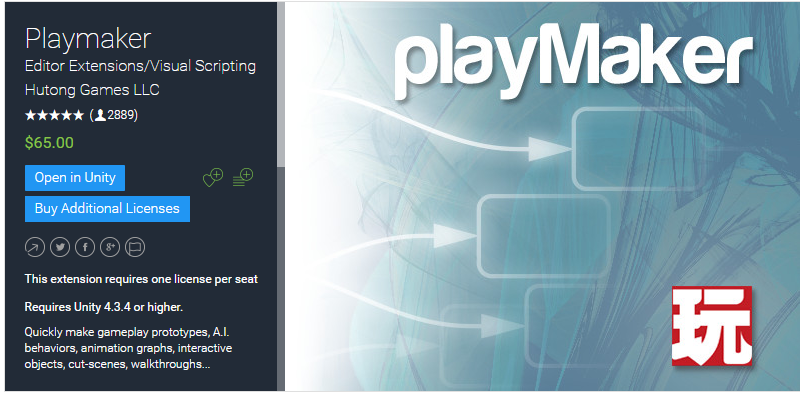 Playmaker
Editor Extensions/Visual Scripting
Hutong Games LLC
★★★★★ (2889)
$65.00
Open in Unity
Buy Additional Licenses
This extension requires one license per seat
Requires Unity 4.3.4 or higher.
Quickly make gameplay prototypes, A.I.
behaviors, animation graphs, interactive
objects, cut-scenes, walkthroughs...
playMaker
玩